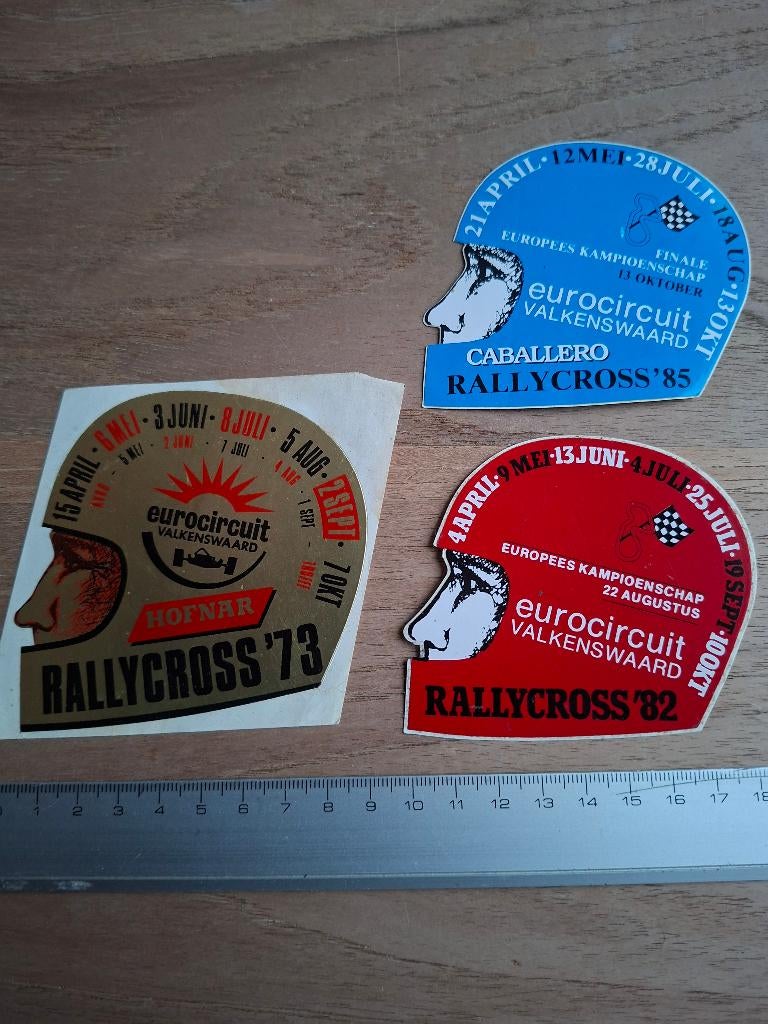 21 APRIL · 12 MEI · 28 JULI · 18 AUG · 13 OKT
FINALE
EUROPEES KAMPIOENSCHAP
13 OKTOBER
eurocircuit
VALKENSWAARD
CABALLERO
RALLYCROSS '85
15 APRIL · 6 MEI · 3 JUNI · 8 JULI · 5 AUG · 2 SEPT · 7 OKT
5 MEI · 2 JUNI · 7 JULI · 4 AUG · 1 SEPT
eurocircuit
VALKENSWAARD
HOFNAR
RALLYCROSS '73
4 APRIL · 9 MEI · 13 JUNI · 4 JULI · 25 JULI · 19 SEPT · 10 OKT
EUROPEES KAMPIOENSCHAP
22 AUGUSTUS
eurocircuit
VALKENSWAARD
RALLYCROSS '82
1 2 3 4 5 6 7 8 9 10 11 12 13 14 15 16 17 18